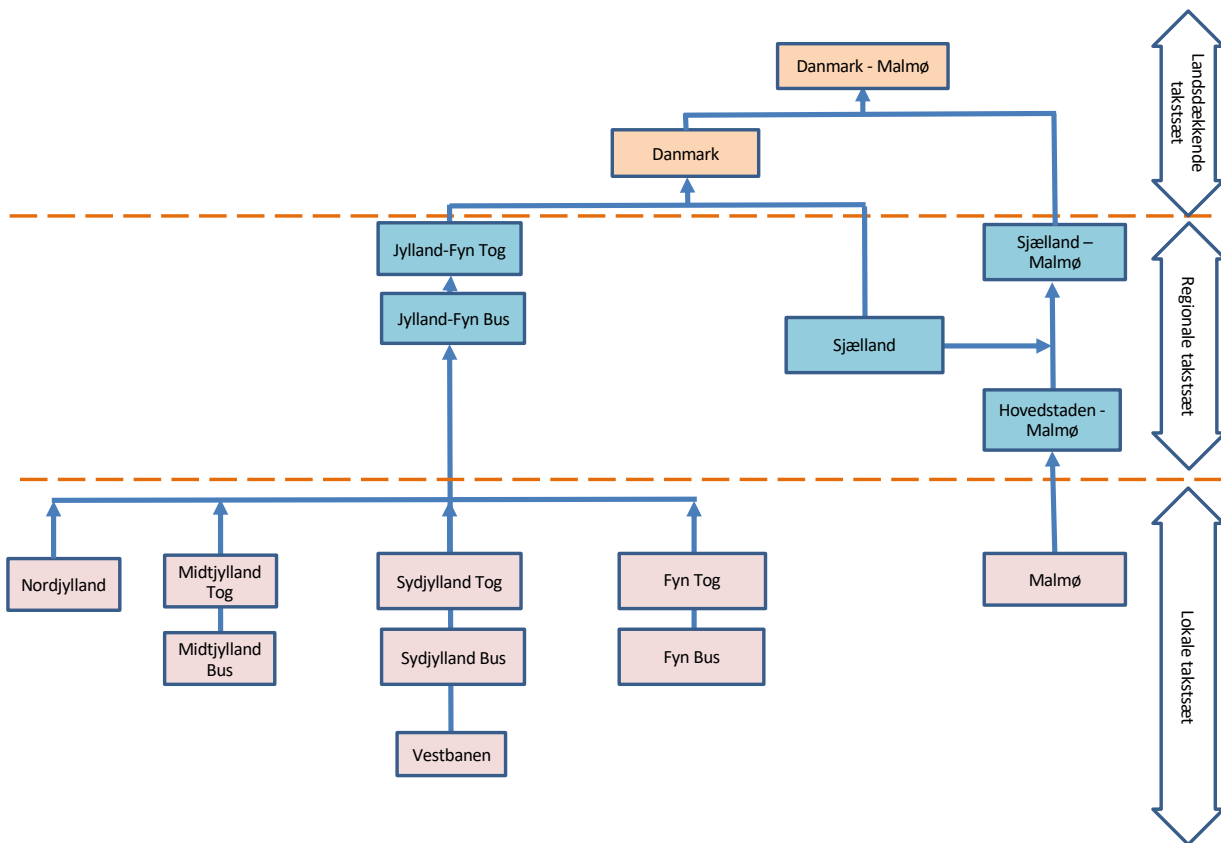 Danmark - Malmø
Landsdækkende
takstsæt
Danmark
Jylland-Fyn Tog
Sjælland –
Malmø
Jylland-Fyn Bus
Sjælland
Regionale takstsæt
Hovedstaden -
Malmø
Nordjylland
Midtjylland
Tog
Sydjylland Tog
Fyn Tog
Malmø
Midtjylland
Bus
Sydjylland Bus
Fyn Bus
Lokale takstsæt
Vestbanen